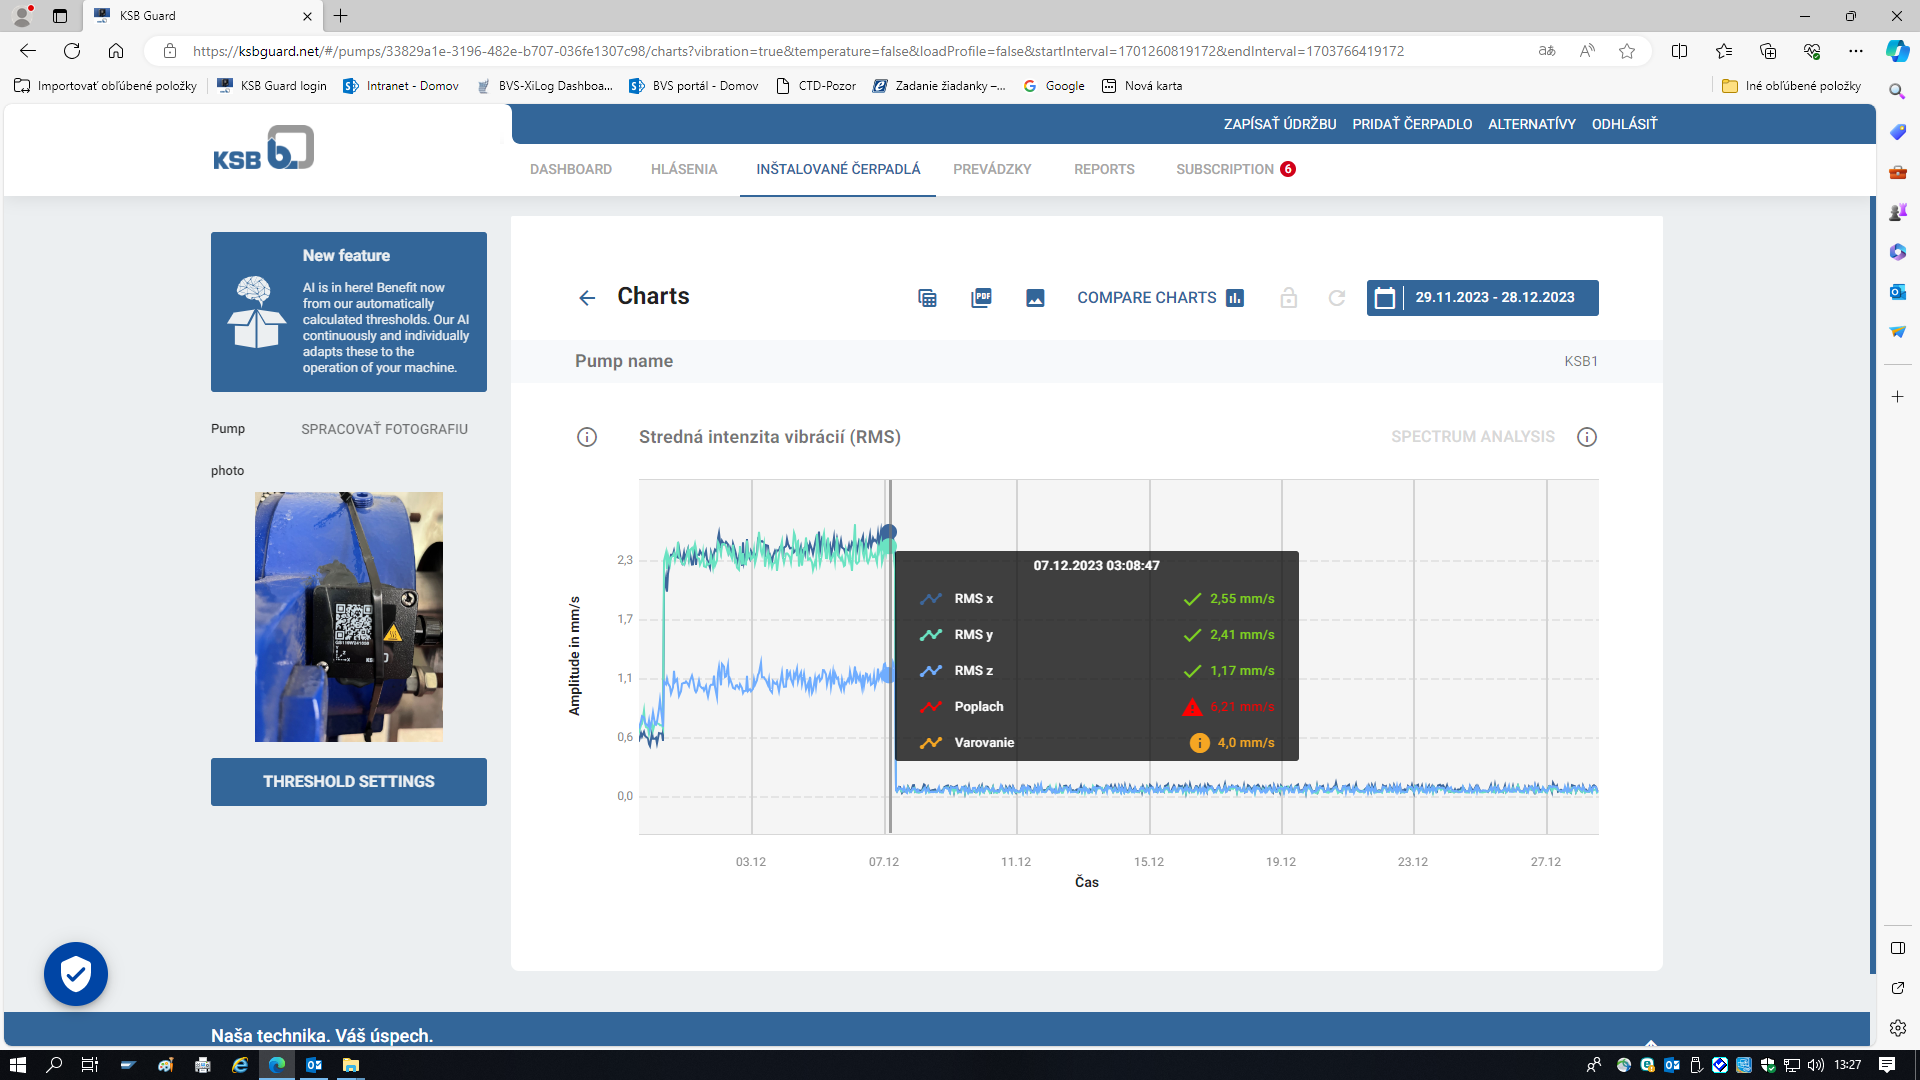 KSB Guard
https://ksbguard.net/#/pumps/33829a1e-3196-482e-b707-036fe1307c98/charts?vibration=true&temperature=false&loadProfile=false&startInterval=1701260819172&endInterval=1703766419172
Importovať obľúbené položky
KSB Guard login
Intranet - Domov
BVS-XiLog Dashboa...
BVS portál - Domov
CTD-Pozor
Zadanie žiadanky –...
Google
Nová karta
Iné obľúbené položky
ZAPÍSAŤ ÚDRŽBU PRIDAŤ ČERPADLO ALTERNATÍVY ODHLÁSIŤ
KSB
DASHBOARD HLÁSENIA INŠTALOVANÉ ČERPADLÁ PREVÁDZKY REPORTS SUBSCRIPTION 6
New feature
AI is in here! Benefit now
from our automatically
calculated thresholds. Our AI
continuously and individually
adapts these to the
operation of your machine.
Pump
photo
SPRACOVAŤ FOTOGRAFIU
THRESHOLD SETTINGS
Charts
PDF
COMPARE CHARTS
29.11.2023 - 28.12.2023
Pump name
KSB1
Stredná intenzita vibrácií (RMS)
SPECTRUM ANALYSIS
Amplitude in mm/s
2,3
1,7
1,1
0,6
0,0
07.12.2023 03:08:47
RMS x 2,55 mm/s
RMS y 2,41 mm/s
RMS z 1,17 mm/s
Poplach 6,21 mm/s
Varovanie 4,0 mm/s
03.12 07.12 11.12 15.12 19.12 23.12 27.12
Čas
Naša technika. Váš úspech.
13:27